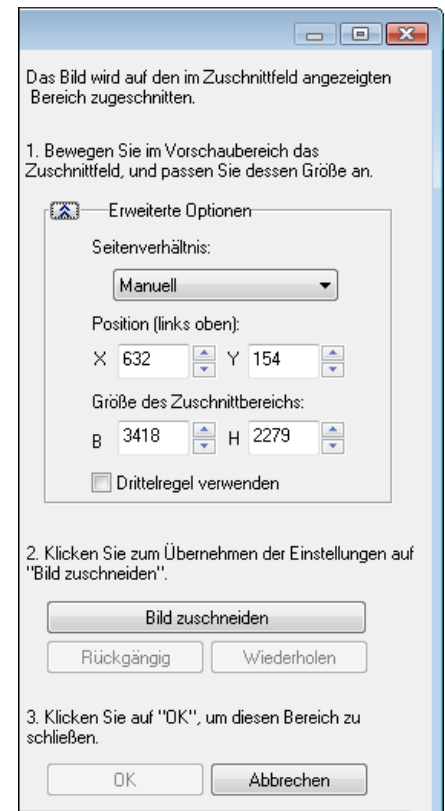 Das Bild wird auf den im Zuschnittfeld angezeigten
Bereich zugeschnitten.
1. Bewegen Sie im Vorschaubereich das
Zuschnittfeld, und passen Sie dessen Größe an.
Erweiterte Optionen
Seitenverhältnis:
Manuell
Position (links oben):
X 632 Y 154
Größe des Zuschnittbereichs:
B 3418 H 2279
Drittelregel verwenden
2. Klicken Sie zum Übernehmen der Einstellungen auf
"Bild zuschneiden".
Bild zuschneiden
Rückgängig Wiederholen
3. Klicken Sie auf "OK", um diesen Bereich zu
schließen.
OK Abbrechen